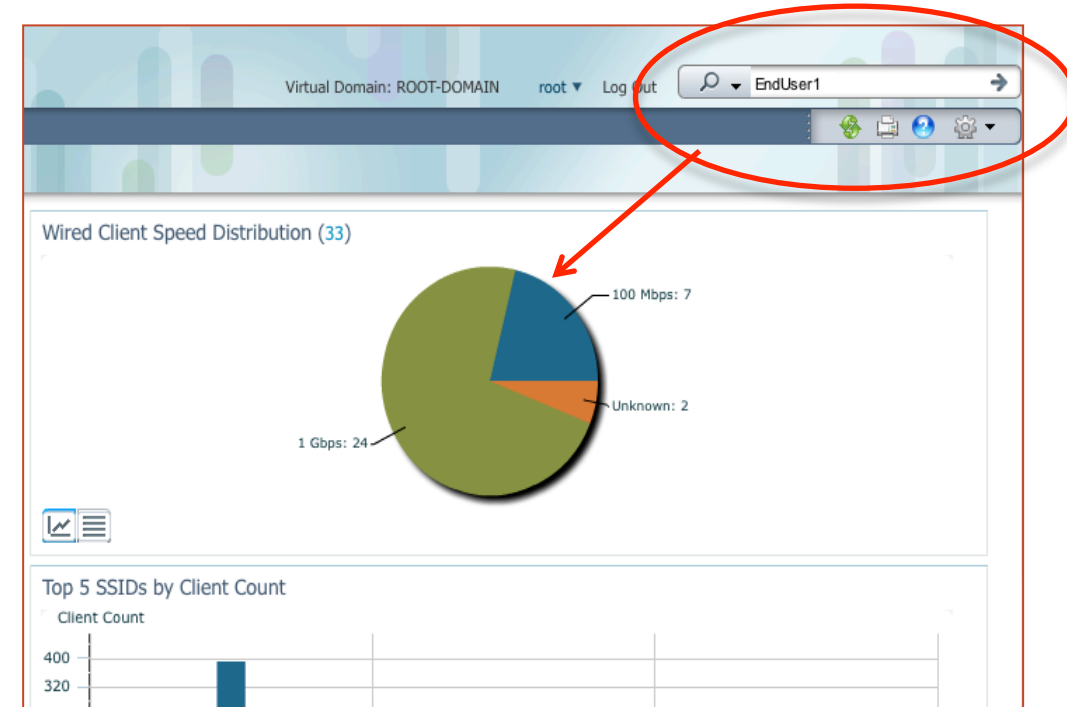 Virtual Domain: ROOT-DOMAIN root ▼ Log Out EndUser1
Wired Client Speed Distribution (33)
100 Mbps: 7
Unknown: 2
1 Gbps: 24
Top 5 SSIDs by Client Count
Client Count
400
320